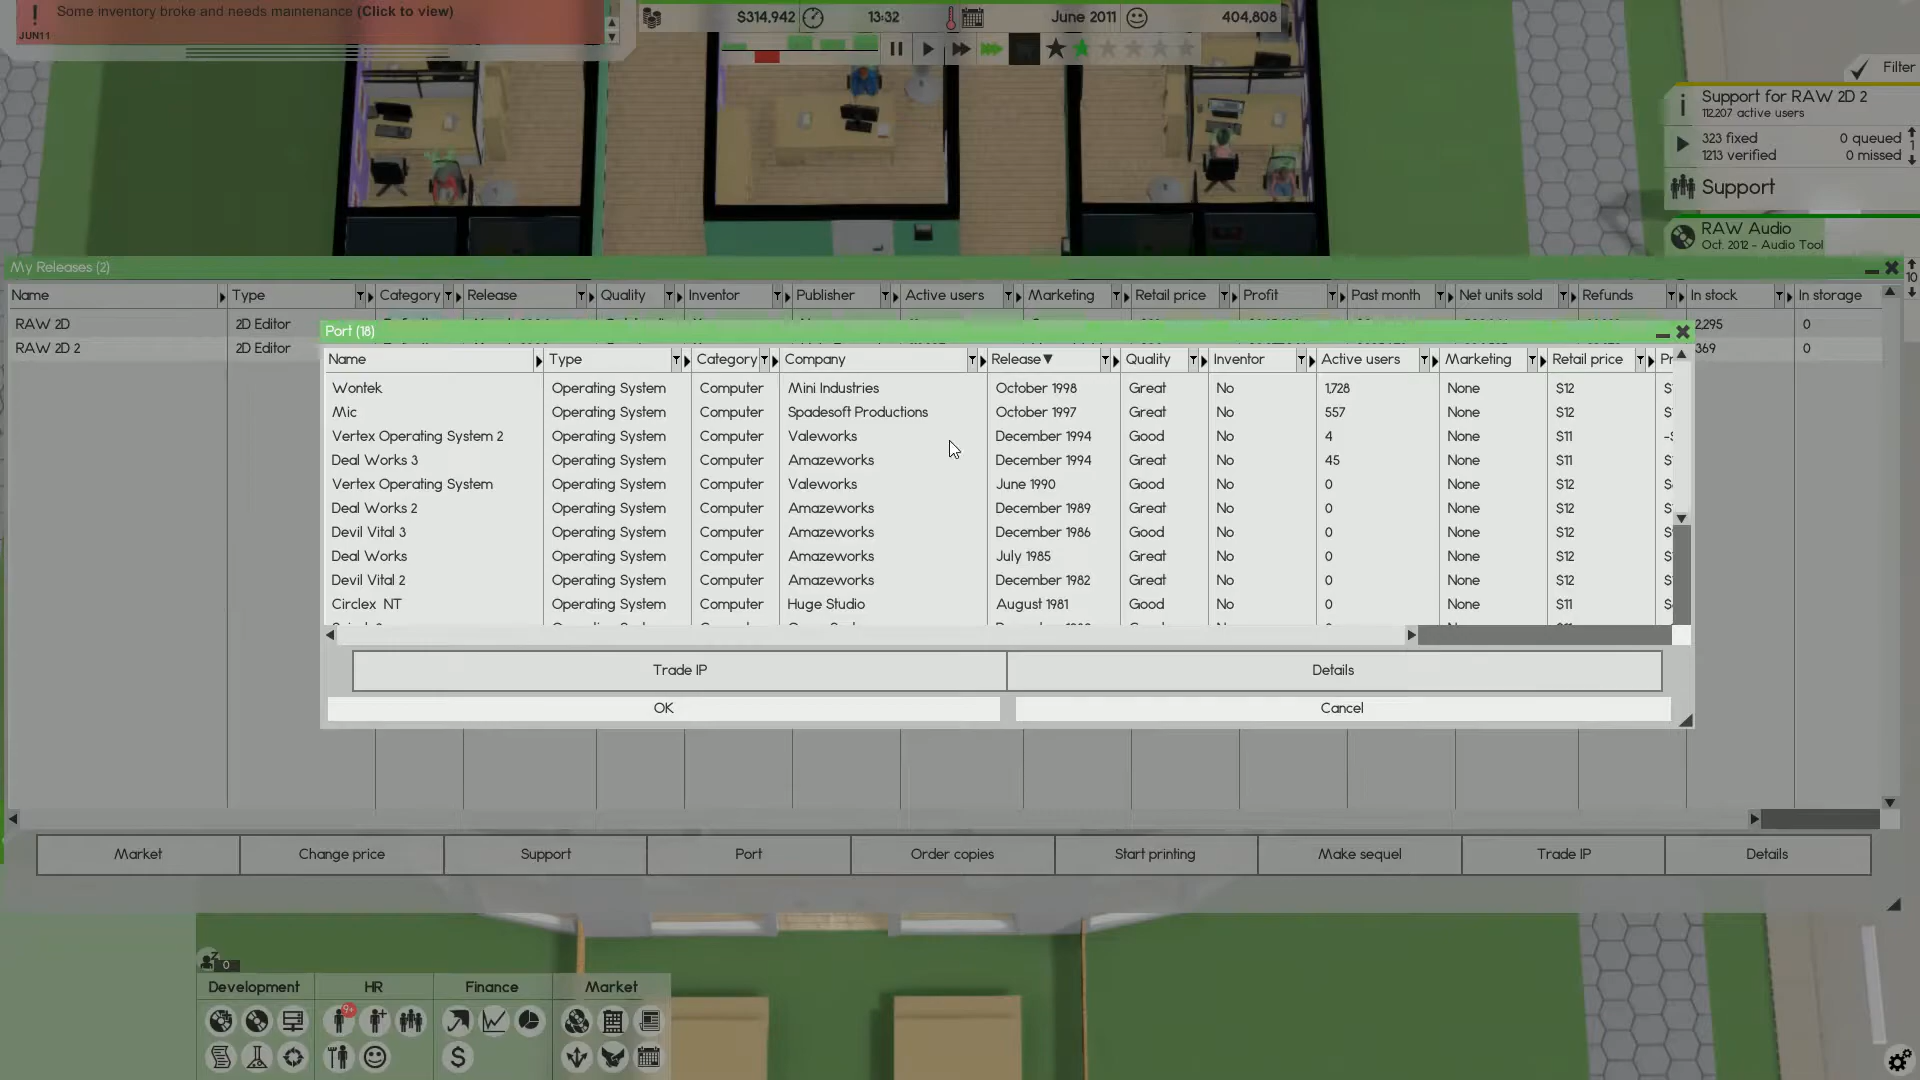 Some inventory broke and needs maintenance (Click to view)
JUN11
$314,942
13:32
June 2011
404,808
Filter
Support for RAW 2D 2
112,207 active users
323 fixed 0 queued
1213 verified 0 missed
1
Support
RAW Audio
Oct. 2012 - Audio Tool
10
My Releases (2)
Name Type Category Release Quality Inventor Publisher Active users Marketing Retail price Profit Past month Net units sold Refunds In stock In storage
RAW 2D 2D Editor 2,295 0
RAW 2D 2 2D Editor 369 0
Port (18)
Name Type Category Company Release Quality Inventor Active users Marketing Retail price Pr
Wontek Operating System Computer Mini Industries October 1998 Great No 1,728 None $12
Mic Operating System Computer Spadesoft Productions October 1997 Great No 557 None $12
Vertex Operating System 2 Operating System Computer Valeworks December 1994 Good No 4 None $11
Deal Works 3 Operating System Computer Amazeworks December 1994 Great No 45 None $11
Vertex Operating System Operating System Computer Valeworks June 1990 Good No 0 None $12
Deal Works 2 Operating System Computer Amazeworks December 1989 Great No 0 None $12
Devil Vital 3 Operating System Computer Amazeworks December 1986 Good No 0 None $12
Deal Works Operating System Computer Amazeworks July 1985 Great No 0 None $12
Devil Vital 2 Operating System Computer Amazeworks December 1982 Great No 0 None $12
Circlex NT Operating System Computer Huge Studio August 1981 Good No 0 None $11
Trade IP Details
OK Cancel
Market Change price Support Port Order copies Start printing Make sequel Trade IP Details
0
Development HR Finance Market
9+